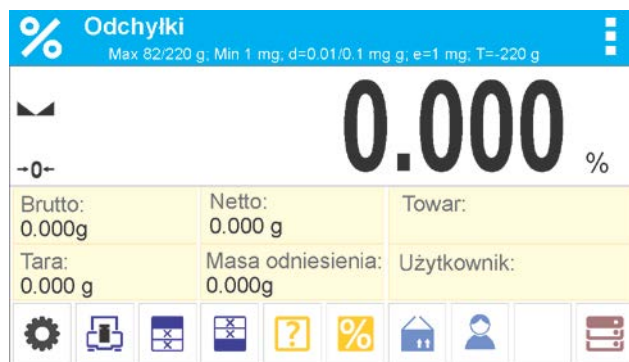 % Odchyłki
Max 82/220 g; Min 1 mg; d=0.01/0.1 mg g; e=1 mg; T=-220 g
0.000 %
→0←
Brutto:
0.000g
Netto:
0.000 g
Towar:
Tara:
0.000 g
Masa odniesienia:
0.000g
Użytkownik:
? %